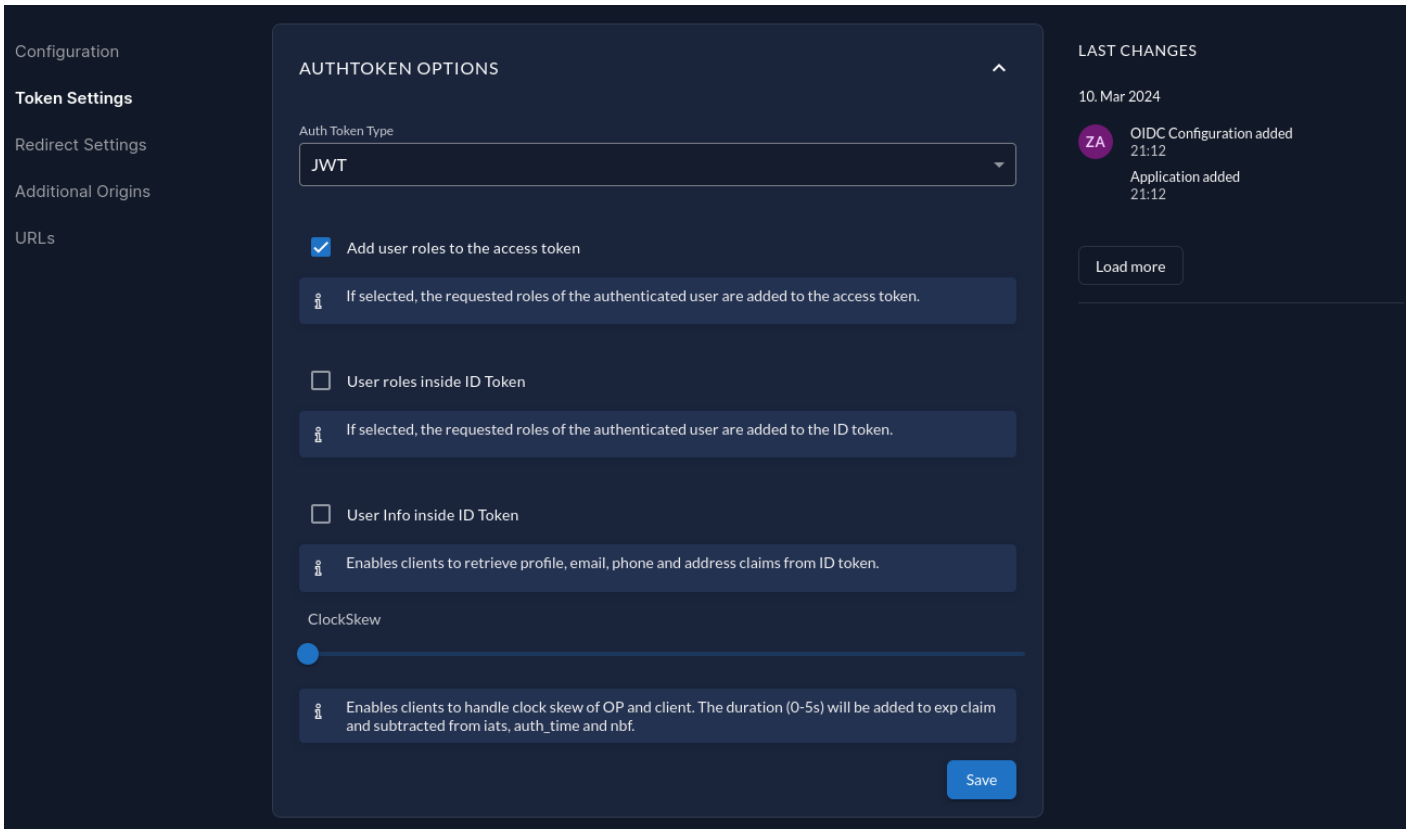 Configuration
Token Settings
Redirect Settings
Additional Origins
URLs
AUTHTOKEN OPTIONS
Auth Token Type
JWT
Add user roles to the access token
If selected, the requested roles of the authenticated user are added to the access token.
User roles inside ID Token
If selected, the requested roles of the authenticated user are added to the ID token.
User Info inside ID Token
Enables clients to retrieve profile, email, phone and address claims from ID token.
ClockSkew
Enables clients to handle clock skew of OP and client. The duration (0-5s) will be added to exp claim
and subtracted from iats, auth_time and nbf.
Save
LAST CHANGES
10. Mar 2024
ZA
OIDC Configuration added
21:12
Application added
21:12
Load more